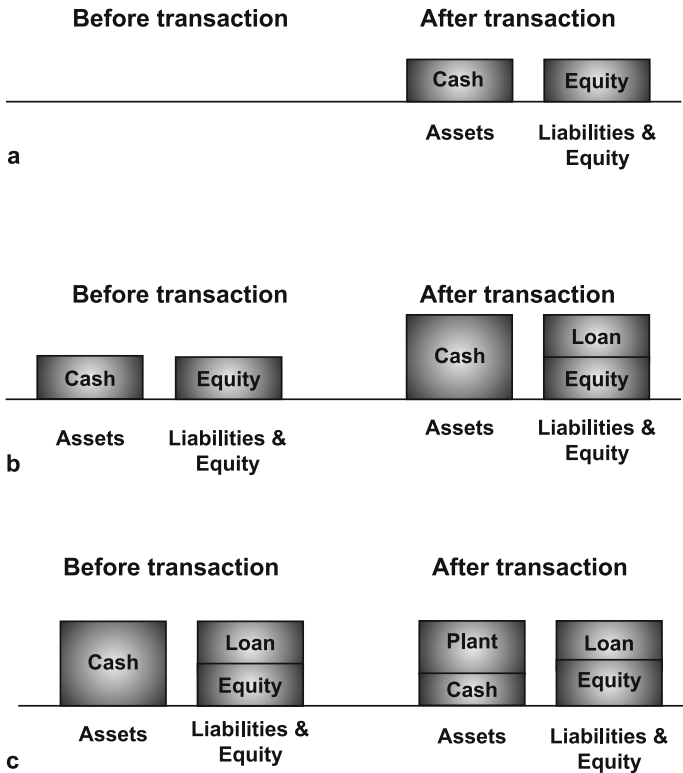 Before transaction
After transaction
Cash
Equity
Assets
Liabilities &
Equity
a
Before transaction
After transaction
Cash
Equity
Cash
Loan
Equity
Assets
Liabilities &
Equity
Assets
Liabilities &
Equity
b
Before transaction
After transaction
Cash
Loan
Equity
Plant
Cash
Loan
Equity
Assets
Liabilities &
Equity
Assets
Liabilities &
Equity
c